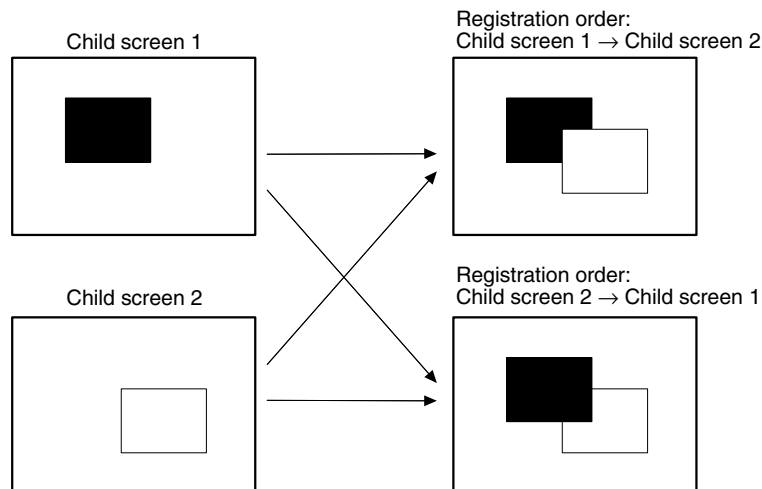 Child screen 1
Registration order:
Child screen 1 → Child screen 2
Child screen 2
Registration order:
Child screen 2 → Child screen 1